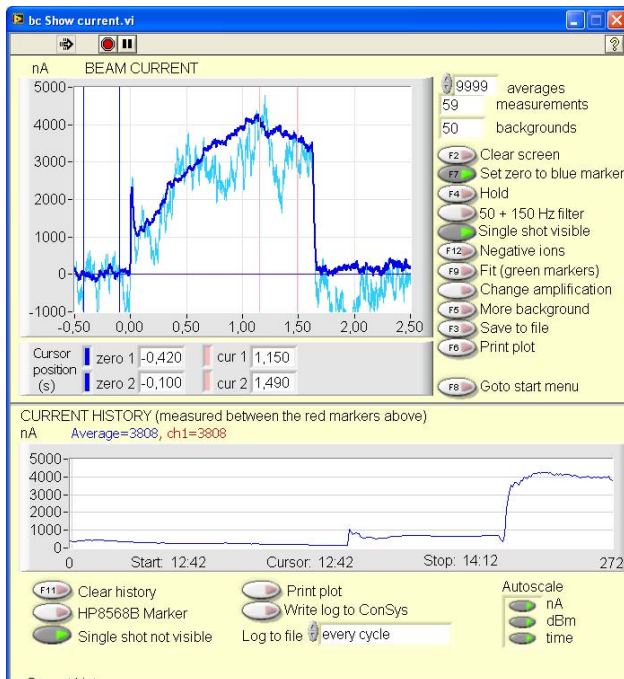 bc Show current.vi
nA BEAM CURRENT
5000
4000
3000
2000
1000
0
-1000
-0,50 0,00 0,50 1,00 1,50 2,00 2,50
9999 averages
59 measurements
50 backgrounds
F2 Clear screen
F7 Set zero to blue marker
F4 Hold
50 + 150 Hz filter
Single shot visible
F12 Negative ions
F9 Fit (green markers)
Change amplification
F5 More background
F3 Save to file
F6 Print plot
F8 Goto start menu
Cursor position (s)
zero 1 -0,420 cur 1 1,150
zero 2 -0,100 cur 2 1,490
CURRENT HISTORY (measured between the red markers above)
nA Average=3808, ch1=3808
5000
4000
3000
2000
1000
0
0 Start: 12:42 Cursor: 12:42 Stop: 14:12 272
F11 Clear history
HP8568B Marker
Single shot not visible
Print plot
Write log to ConSys
Log to file every cycle
Autoscale
nA
dBm
time